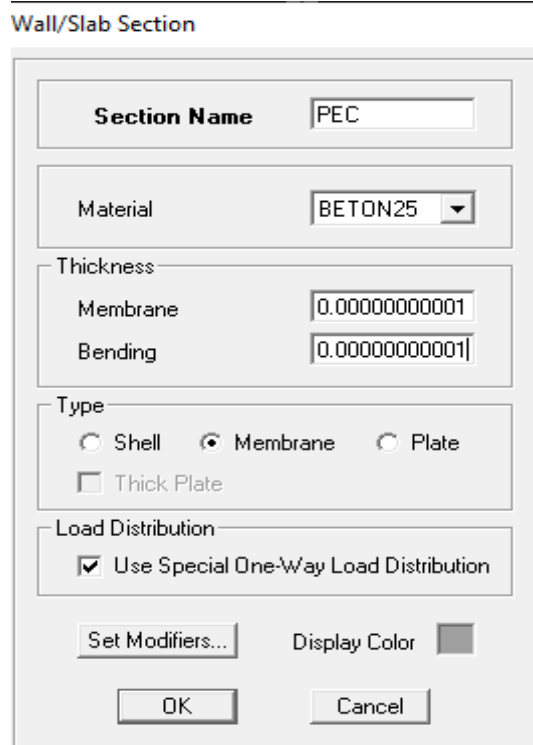 Wall/Slab Section
Section Name PEC
Material BETON25
Thickness
Membrane 0.00000000001
Bending 0.00000000001
Type
Shell Membrane Plate
Thick Plate
Load Distribution
Use Special One-Way Load Distribution
Set Modifiers... Display Color
OK Cancel